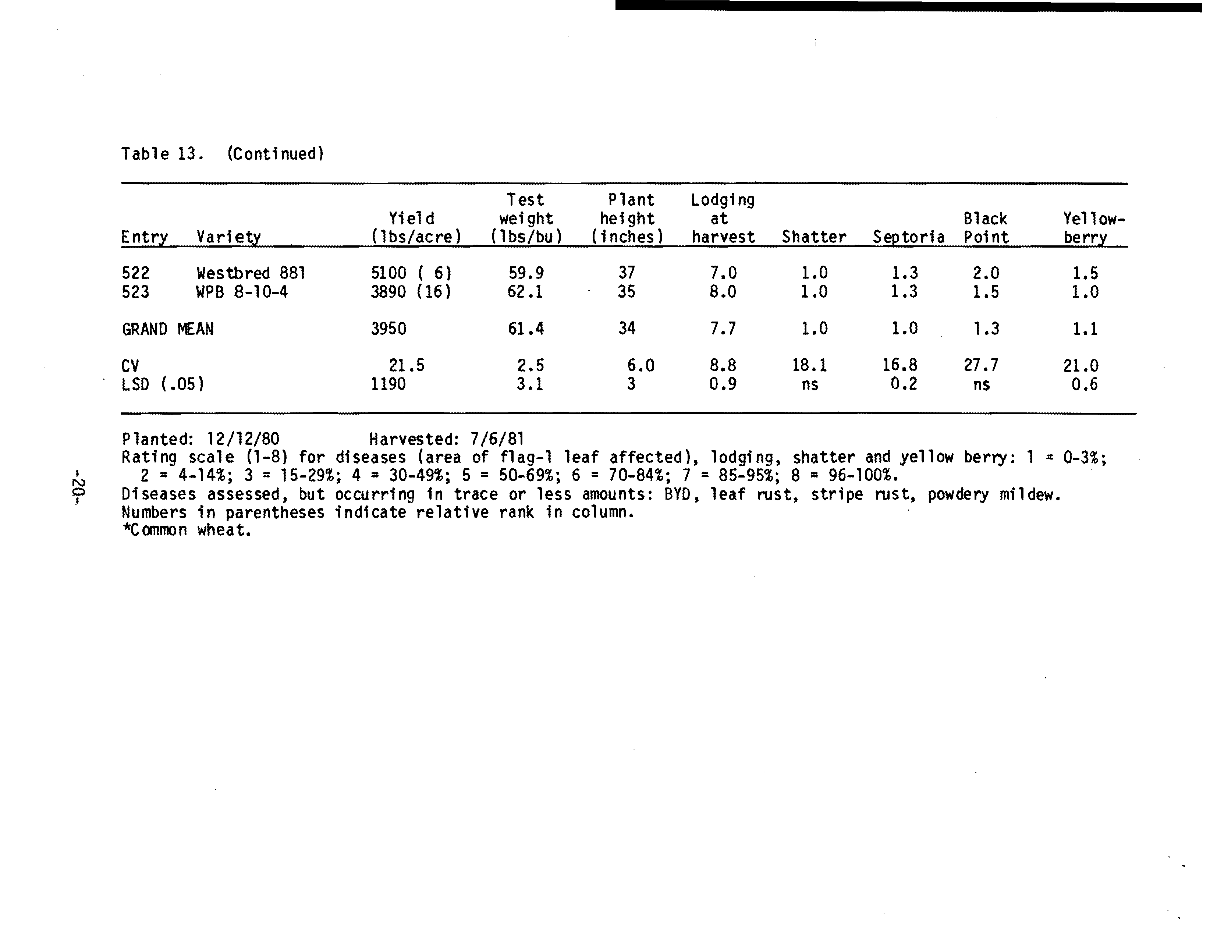 Table 13. (Continued)
Test Plant Lodging
Yield weight height at Black Yellow-
Entry Variety (lbs/acre) (lbs/bu) (inches) harvest Shatter Septoria Point berry
522 Westbred 881 5100 ( 6) 59.9 37 7.0 1.0 1.3 2.0 1.5
523 WPB 8-10-4 3890 (16) 62.1 35 8.0 1.0 1.3 1.5 1.0
GRAND MEAN 3950 61.4 34 7.7 1.0 1.0 1.3 1.1
CV 21.5 2.5 6.0 8.8 18.1 16.8 27.7 21.0
LSD (.05) 1190 3.1 3 0.9 ns 0.2 ns 0.6
Planted: 12/12/80 Harvested: 7/6/81
Rating scale (1-8) for diseases (area of flag-1 leaf affected), lodging, shatter and yellow berry: 1 = 0-3%;
2 = 4-14%; 3 = 15-29%; 4 = 30-49%; 5 = 50-69%; 6 = 70-84%; 7 = 85-95%; 8 = 96-100%.
Diseases assessed, but occurring in trace or less amounts: BYD, leaf rust, stripe rust, powdery mildew.
Numbers in parentheses indicate relative rank in column.
*Common wheat.
-20-